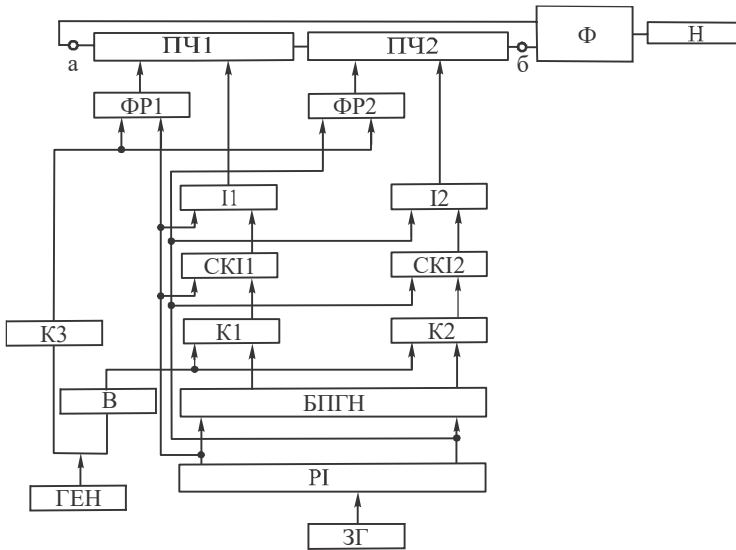 ПЧ1
ПЧ2
Ф
Н
а
б
ФР1
ФР2
І1
І2
СКІ1
СКІ2
К3
К1
К2
В
БПГН
ГЕН
РІ
ЗГ